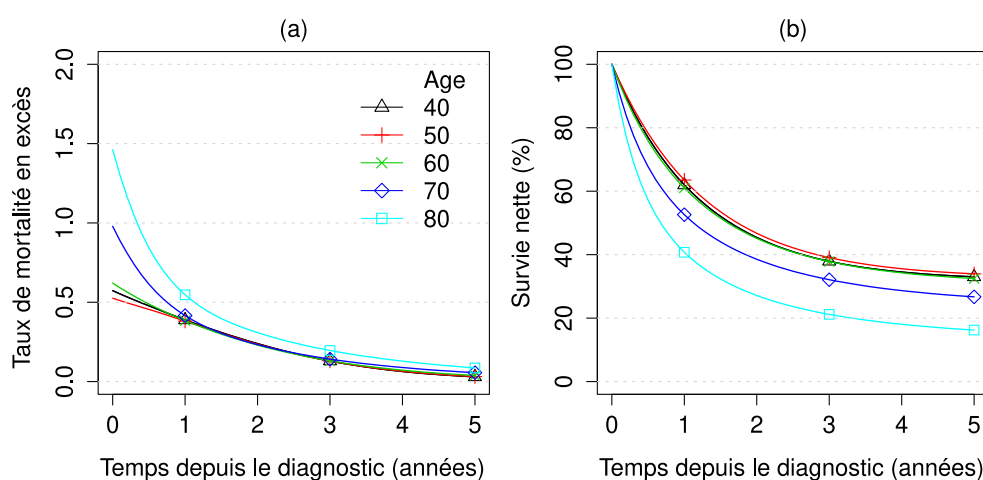 (a)
Taux de mortalité en excès
2.0
1.5
1.0
0.5
0.0
Age
40
50
60
70
80
0 1 2 3 4 5
Temps depuis le diagnostic (années)
(b)
Survie nette (%)
100
80
60
40
20
0
0 1 2 3 4 5
Temps depuis le diagnostic (années)